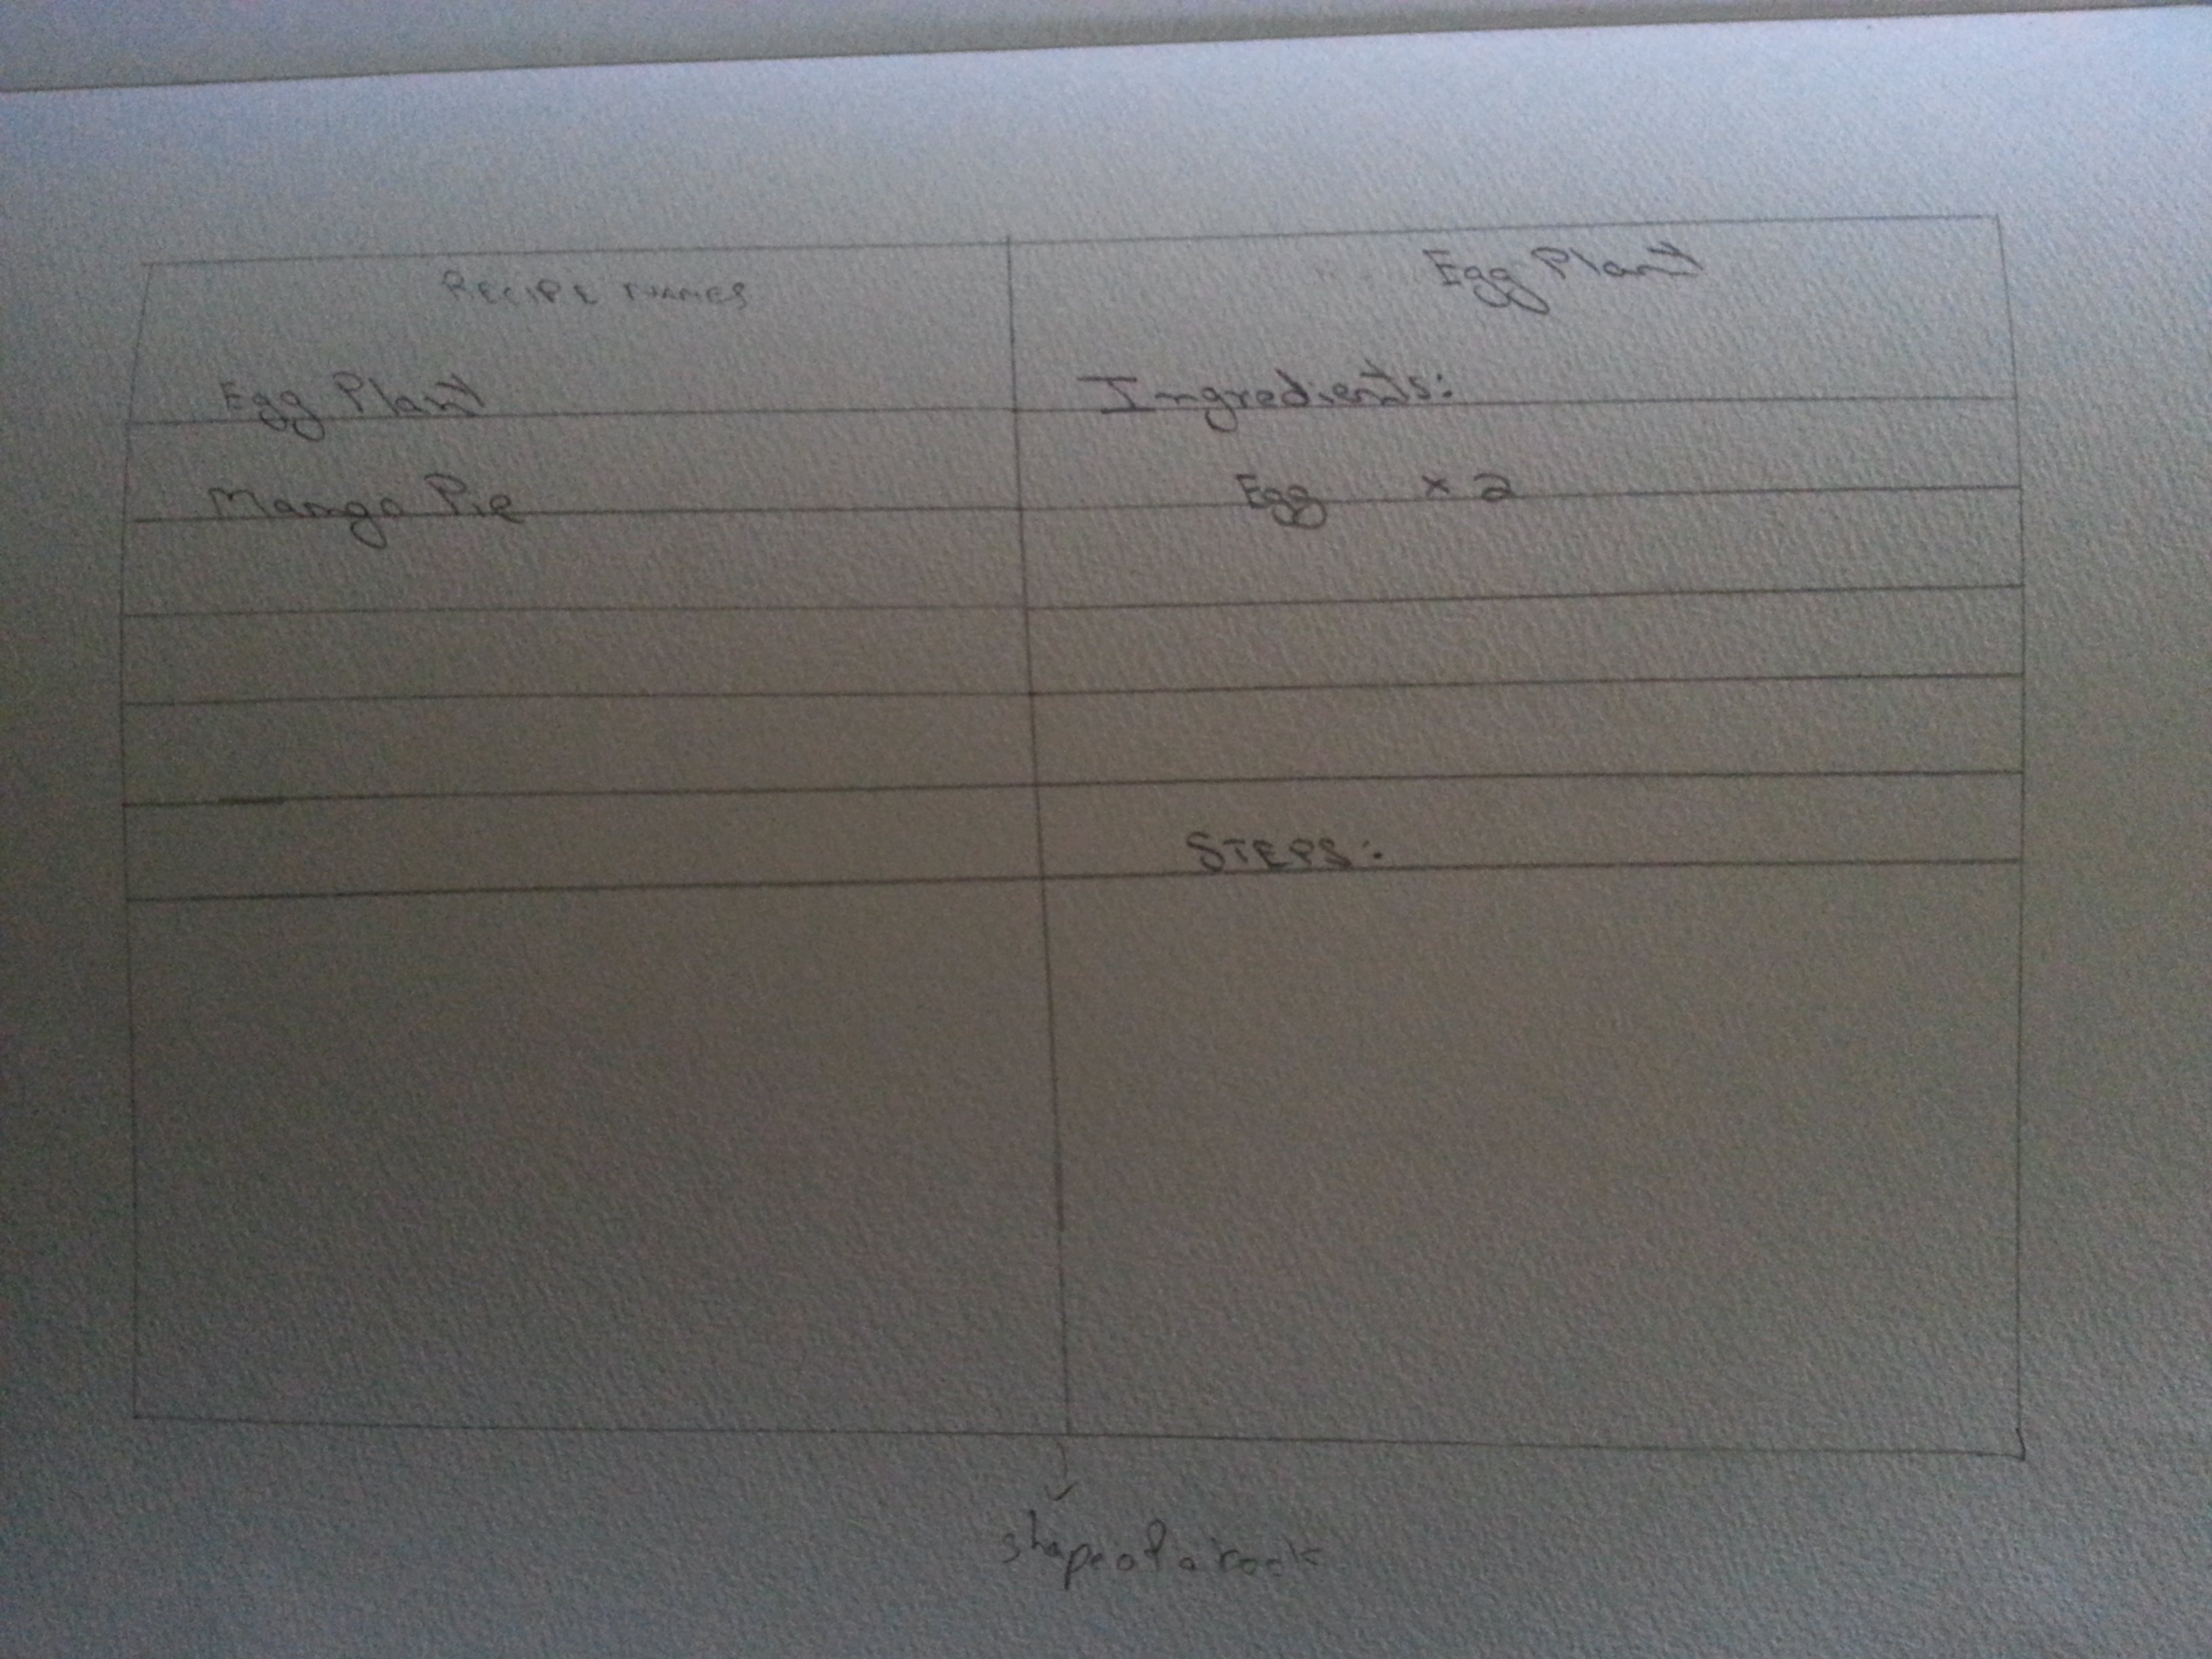 Recipe names
Egg Plant
Mango Pie
Egg Plant
Ingredients:
Egg x 2
STEPS:
shape of a book